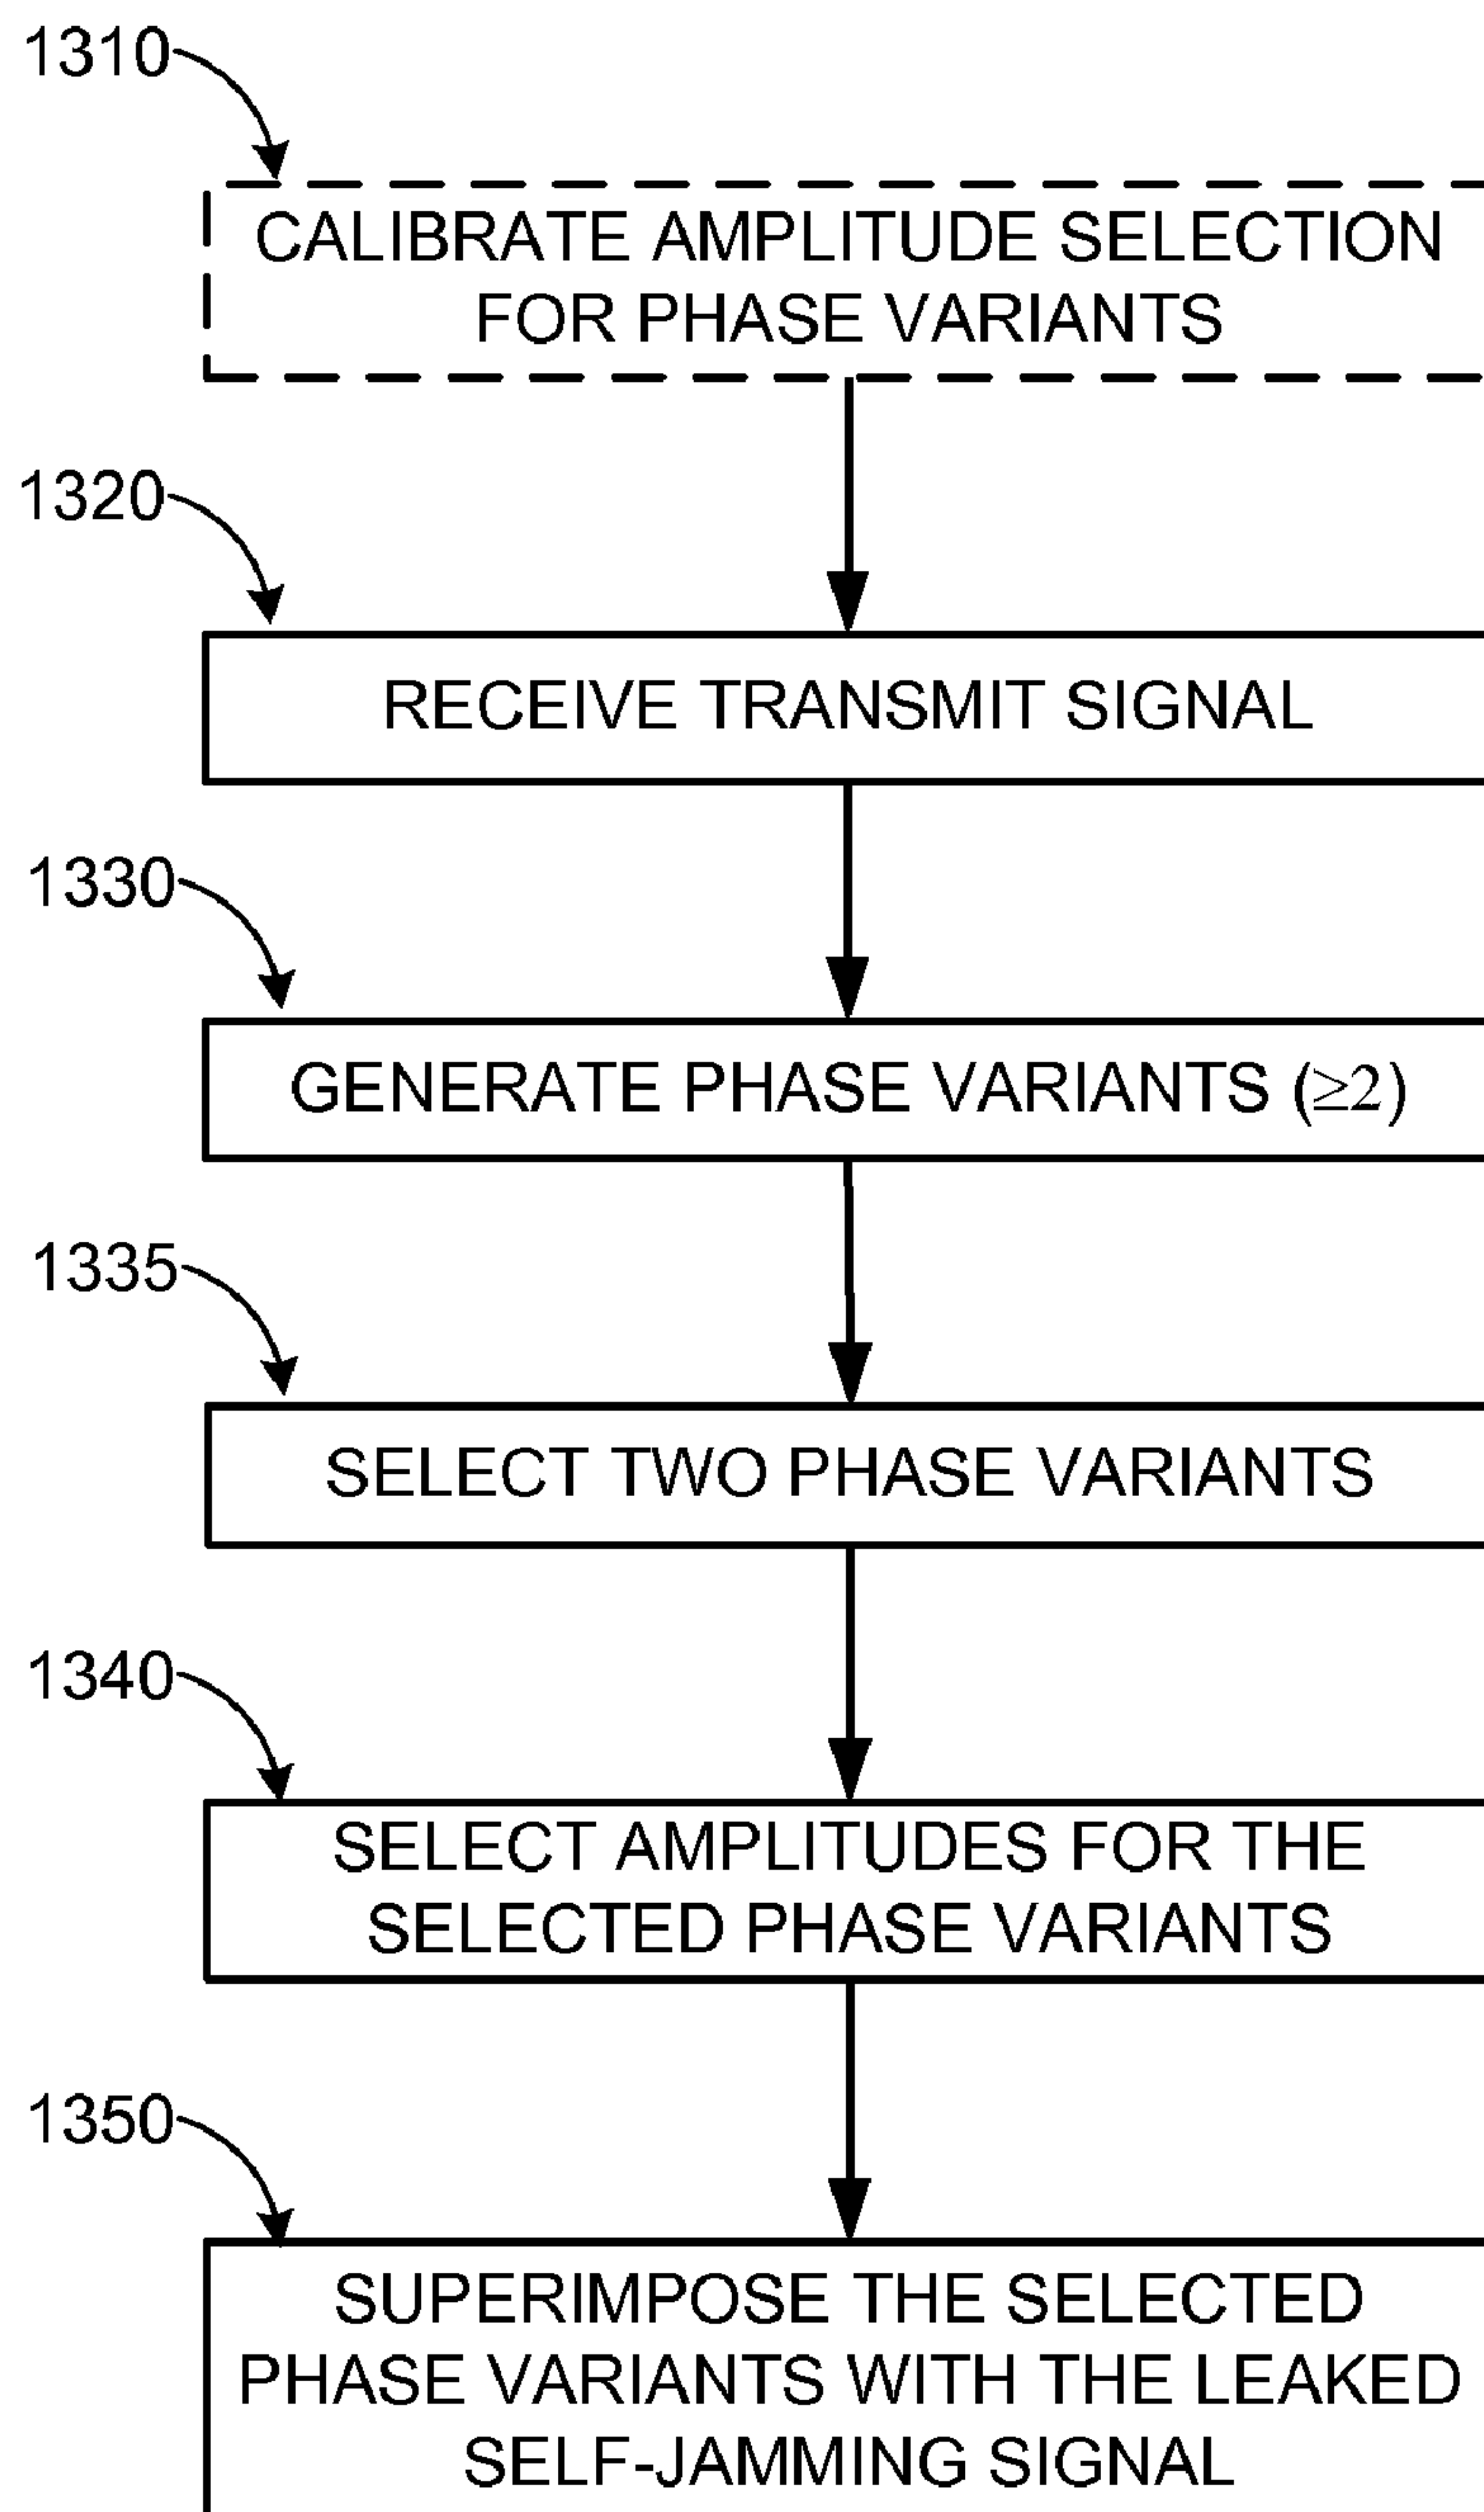 1310
CALIBRATE AMPLITUDE SELECTION
FOR PHASE VARIANTS
1320
RECEIVE TRANSMIT SIGNAL
1330
GENERATE PHASE VARIANTS (≥2)
1335
SELECT TWO PHASE VARIANTS
1340
SELECT AMPLITUDES FOR THE
SELECTED PHASE VARIANTS
1350
SUPERIMPOSE THE SELECTED
PHASE VARIANTS WITH THE LEAKED
SELF-JAMMING SIGNAL